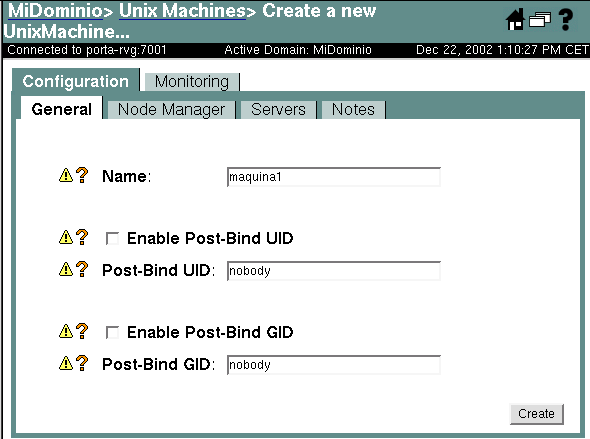 MiDominio> Unix Machines> Create a new
UnixMachine...
Connected to porta-rvg:7001 Active Domain: MiDominio Dec 22, 2002 1:10:27 PM CET
Configuration Monitoring
General Node Manager Servers Notes
Name: maquina1
Enable Post-Bind UID
Post-Bind UID: nobody
Enable Post-Bind GID
Post-Bind GID: nobody
Create